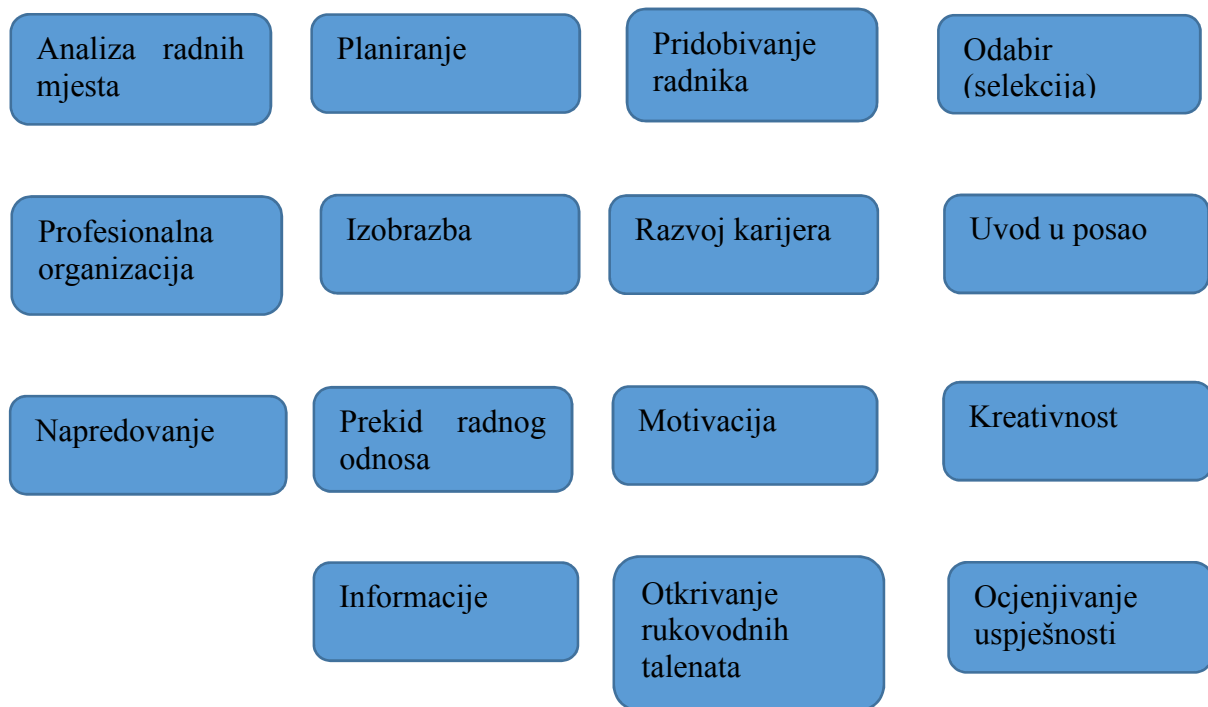 Analiza radnih
mjesta
Planiranje
Pridobivanje
radnika
Odabir
(selekcija)
Profesionalna
organizacija
Izobrazba
Razvoj karijera
Uvod u posao
Napredovanje
Prekid radnog
odnosa
Motivacija
Kreativnost
Informacije
Otkrivanje
rukovodnih
talenata
Ocjenjivanje
uspješnosti